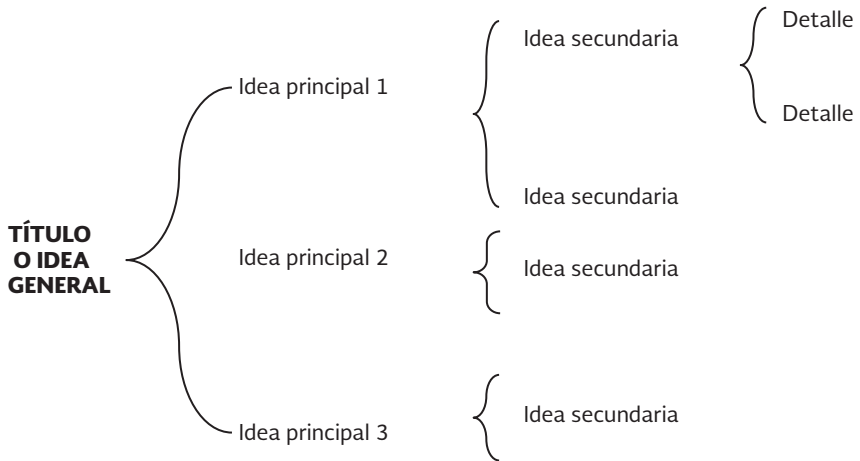 TÍTULO
O IDEA
GENERAL
Idea principal 1
Idea secundaria
Detalle
Detalle
Idea secundaria
Idea principal 2
Idea secundaria
Idea principal 3
Idea secundaria